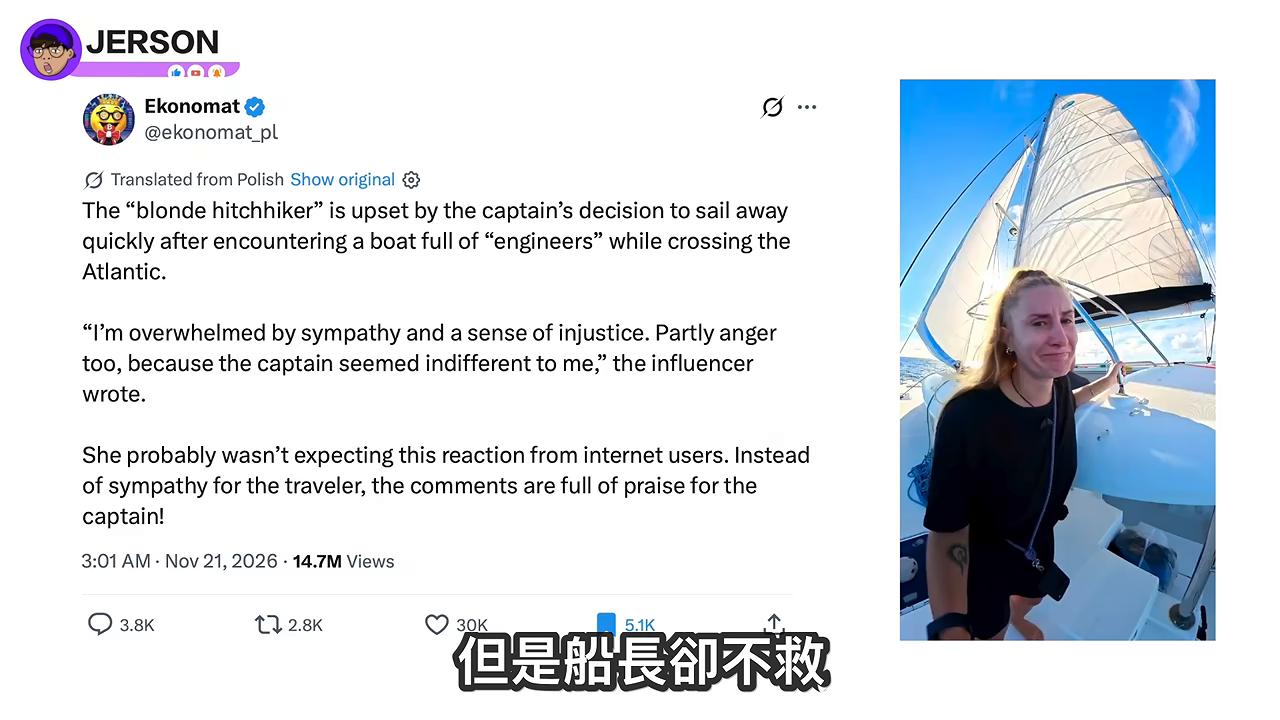 JERSON
Ekonomat
@ekonomat_pl
Translated from Polish Show original
The “blonde hitchhiker” is upset by the captain’s decision to sail away
quickly after encountering a boat full of “engineers” while crossing the
Atlantic.
“I’m overwhelmed by sympathy and a sense of injustice. Partly anger
too, because the captain seemed indifferent to me,” the influencer
wrote.
She probably wasn’t expecting this reaction from internet users. Instead
of sympathy for the traveler, the comments are full of praise for the
captain!
3:01 AM · Nov 21, 2026 · 14.7M Views
3.8K 2.8K 30K 5.1K
但是船長卻不救